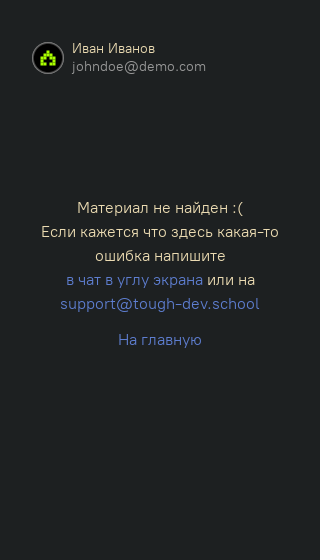 Иван Иванов
johndoe@demo.com
Материал не найден :(
Если кажется что здесь какая-то
ошибка напишите
в чат в углу экрана или на
support@tough-dev.school
На главную